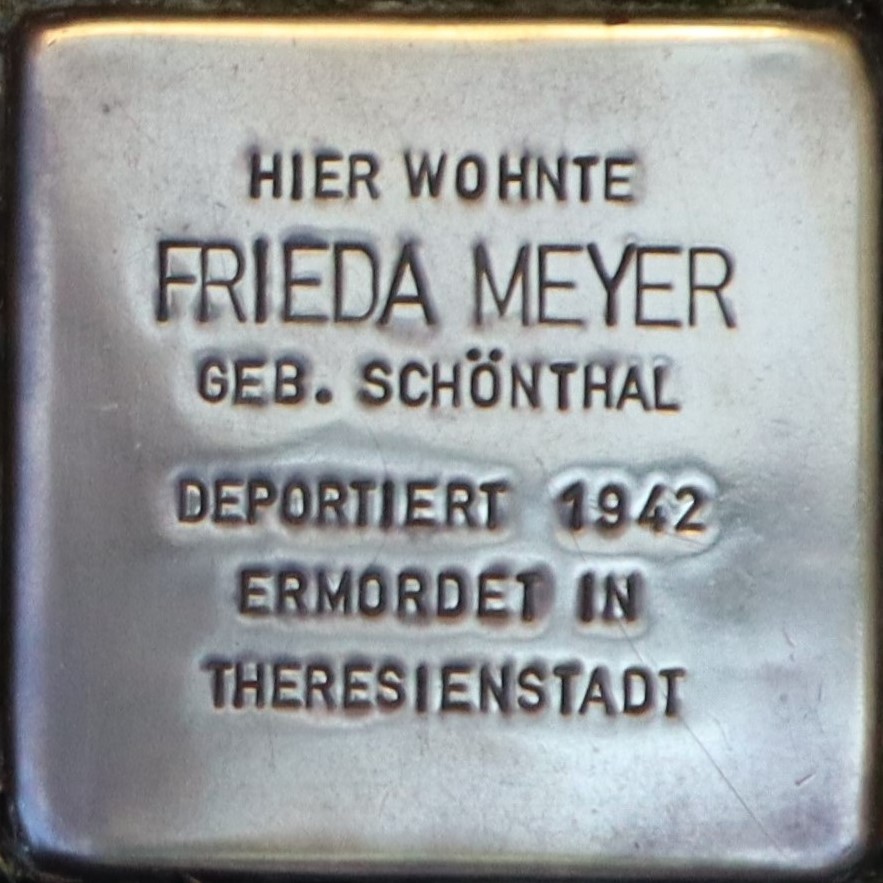 HIER WOHNTE
FRIEDA MEYER
GEB. SCHÖNTHAL
DEPORTIERT 1942
ERMORDET IN
THERESIENSTADT